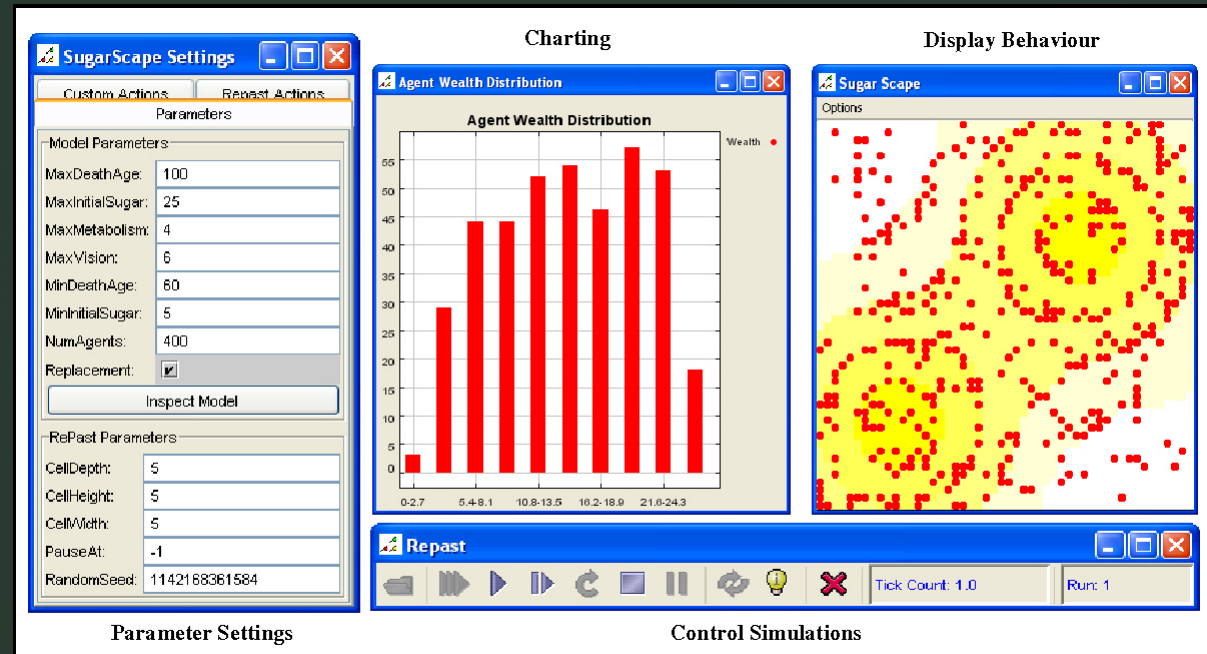 Charting
Display Behaviour
SugarScape Settings
Custom Actions
Repast Actions
Parameters
Model Parameters
MaxDeathAge: 100
MaxInitialSugar: 25
MaxMetabolism: 4
MaxVision: 6
MinDeathAge: 60
MinInitialSugar: 5
NumAgents: 400
Replacement:
Inspect Model
RePast Parameters
CellDepth: 5
CellHeight: 5
CellWidth: 5
PauseAt: -1
RandomSeed: 1142168361584
Parameter Settings
Agent Wealth Distribution
Agent Wealth Distribution
Wealth
55
50
45
40
35
30
25
20
15
10
5
0
0-2.7 5.4-8.1 10.8-13.5 16.2-18.9 21.6-24.3
Sugar Scape
Options
Repast
Tick Count: 1.0
Run: 1
Control Simulations